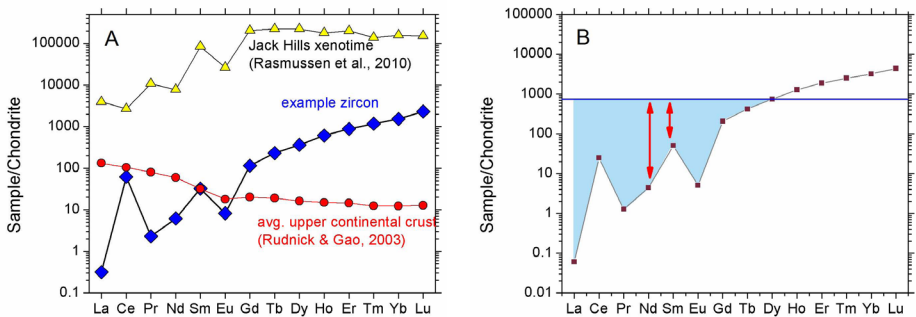 A
Jack Hills xenotime
(Rasmussen et al., 2010)
example zircon
avg. upper continental crust
(Rudnick & Gao, 2003)
Sample/Chondrite
100000
10000
1000
100
10
1
0.1
La Ce Pr Nd Sm Eu Gd Tb Dy Ho Er Tm Yb Lu
B
Sample/Chondrite
100000
10000
1000
100
10
1
0.1
0.01
La Ce Pr Nd Sm Eu Gd Tb Dy Ho Er Tm Yb Lu